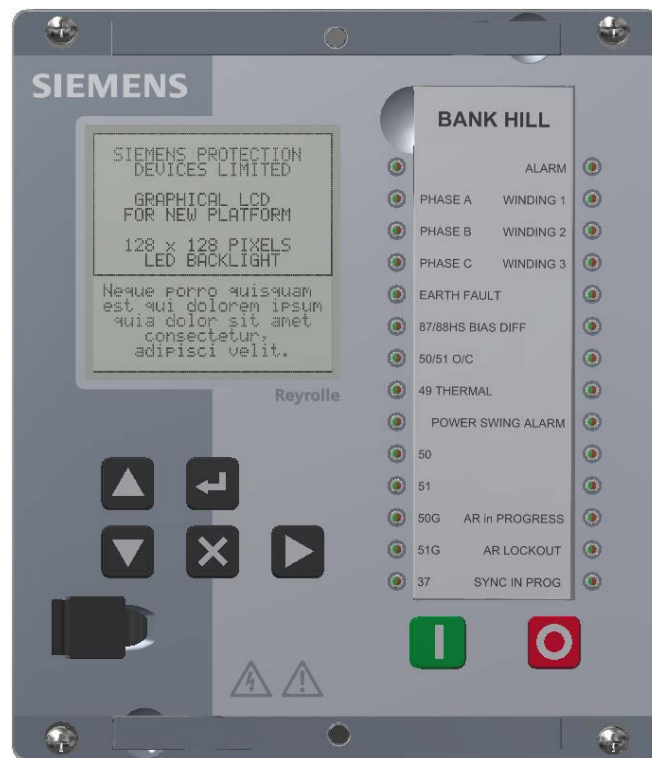 SIEMENS
SIEMENS PROTECTION
DEVICES LIMITED
GRAPHICAL LCD
FOR NEW PLATFORM
128 x 128 PIXELS
LED BACKLIGHT
Neque porro quisquam
est qui dolorem ipsum
quia dolor sit amet
consectetur,
adipisci velit.
Reyrolle
BANK HILL
ALARM
PHASE A WINDING 1
PHASE B WINDING 2
PHASE C WINDING 3
EARTH FAULT
87/88HS BIAS DIFF
50/51 O/C
49 THERMAL
POWER SWING ALARM
50
51
50G AR in PROGRESS
51G AR LOCKOUT
37 SYNC IN PROG